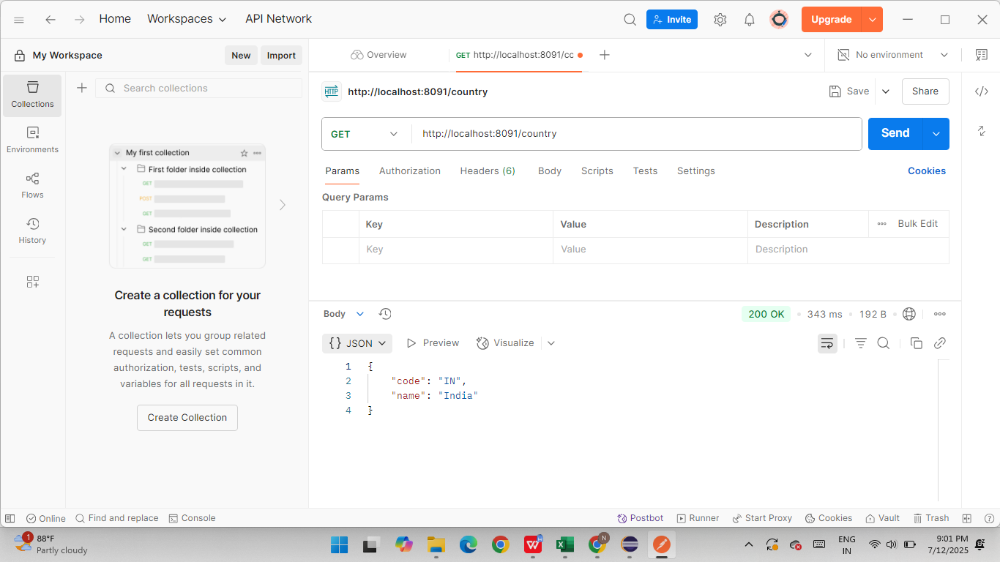 Home Workspaces API Network
Invite
Upgrade
My Workspace
New Import
Overview
GET http://localhost:8091/cc
No environment
Collections
Environments
Flows
History
Search collections
My first collection
First folder inside collection
GET
POST
GET
Second folder inside collection
GET
GET
Create a collection for your
requests
A collection lets you group related
requests and easily set common
authorization, tests, scripts, and
variables for all requests in it.
Create Collection
HTTP http://localhost:8091/country
Save Share
GET http://localhost:8091/country
Send
Params Authorization Headers (6) Body Scripts Tests Settings Cookies
Query Params
Key Value Description Bulk Edit
Key Value Description
Body
200 OK 343 ms 192 B
{} JSON Preview Visualize
1 {
2 "code": "IN",
3 "name": "India"
4 }
Online Find and replace Console
Postbot Runner Start Proxy Cookies Vault Trash
1
88°F
Partly cloudy
N
ENG
IN
9:01 PM
7/12/2025